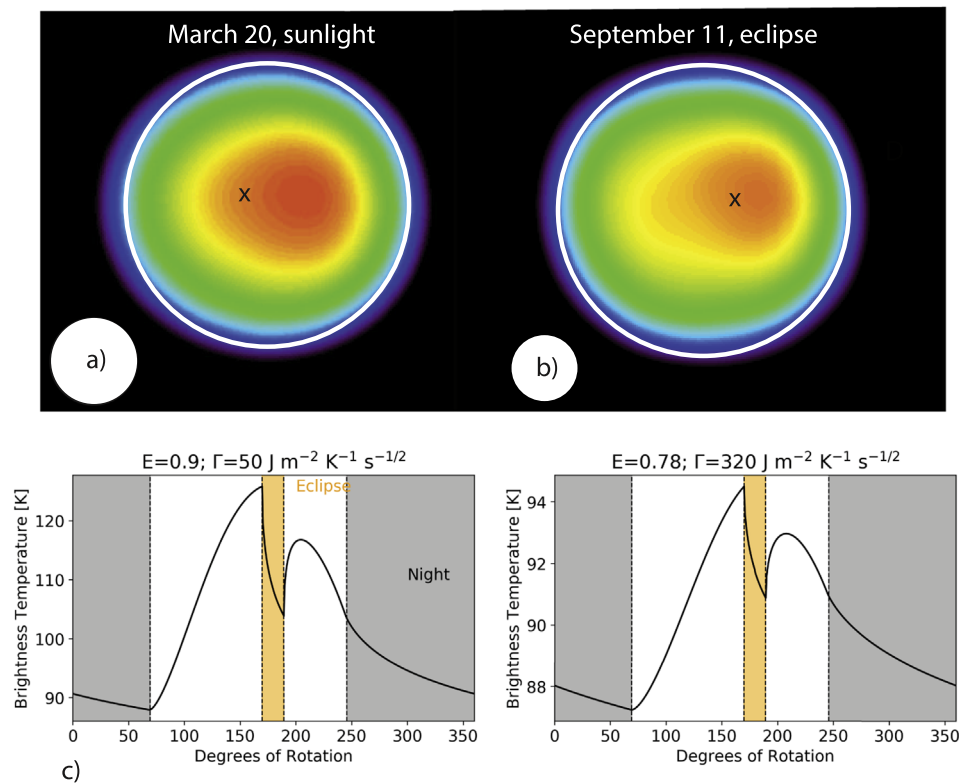 March 20, sunlight
September 11, eclipse
x
x
a)
b)
E=0.9; Γ=50 J m⁻² K⁻¹ s⁻¹/²
Eclipse
Night
Brightness Temperature [K]
120
110
100
90
0 50 100 150 200 250 300 350
Degrees of Rotation
E=0.78; Γ=320 J m⁻² K⁻¹ s⁻¹/²
Brightness Temperature [K]
94
92
90
88
0 50 100 150 200 250 300 350
Degrees of Rotation
c)